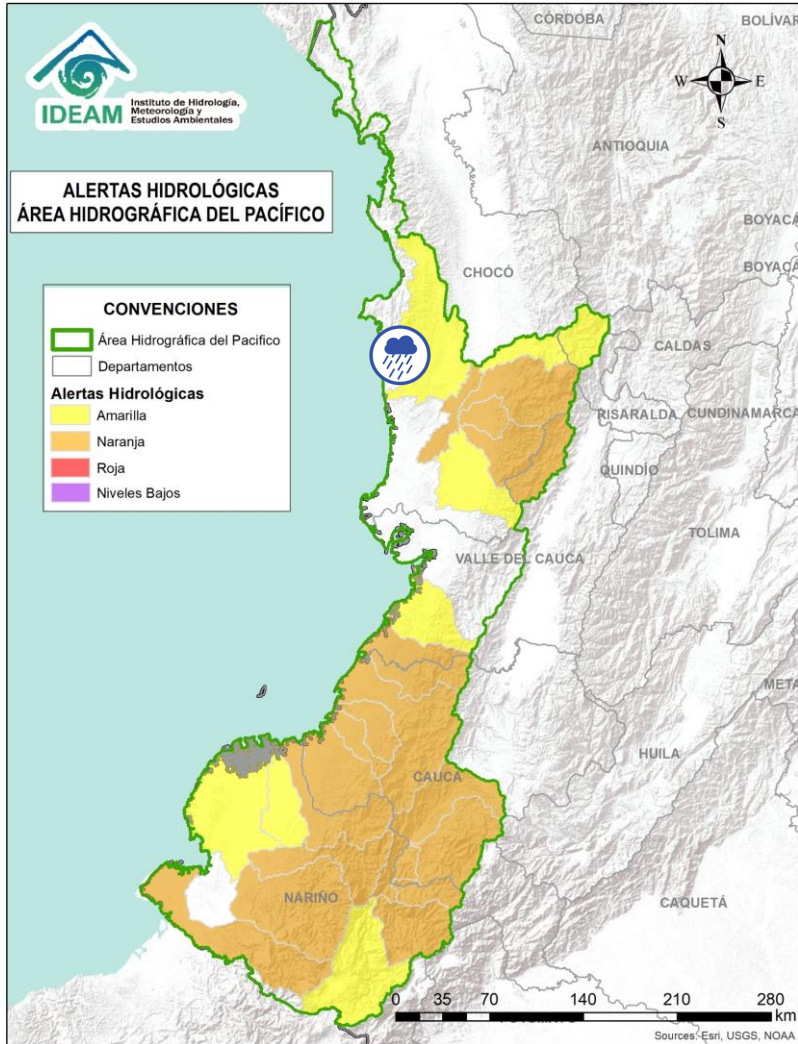 IDEAM
Instituto de Hidrología,
Meteorología y
Estudios Ambientales
CÓRDOBA
BOLÍVAR
N
W
E
S
ANTIOQUIA
ALERTAS HIDROLÓGICAS
ÁREA HIDROGRÁFICA DEL PACÍFICO
BOYACÁ
CHOCÓ
BOYACÁ
CONVENCIONES
Área Hidrográfica del Pacífico
Departamentos
Alertas Hidrológicas
Amarilla
Naranja
Roja
Niveles Bajos
CALDAS
RISARALDA
CUNDINAMARCA
QUINDÍO
TOLIMA
VALLE DEL CAUCA
META
HUILA
CAUCA
NARIÑO
CAQUETÁ
0 35 70 140 210 280
km
Sources: Esri, USGS, NOAA